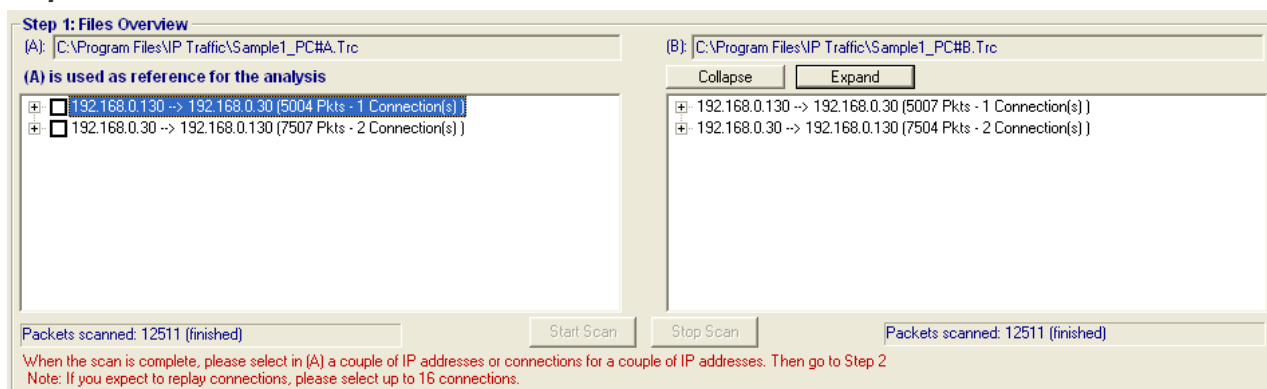 Step 1: Files Overview
(A): C:\Program Files\IP Traffic\Sample1_PC#A.Trc
(B): C:\Program Files\IP Traffic\Sample1_PC#B.Trc
(A) is used as reference for the analysis
Collapse Expand
192.168.0.130 --> 192.168.0.30 (5004 Pkts - 1 Connection(s) )
192.168.0.30 --> 192.168.0.130 (7507 Pkts - 2 Connection(s) )
192.168.0.130 --> 192.168.0.30 (5007 Pkts - 1 Connection(s) )
192.168.0.30 --> 192.168.0.130 (7504 Pkts - 2 Connection(s) )
Packets scanned: 12511 (finished)
Start Scan
Stop Scan
Packets scanned: 12511 (finished)
When the scan is complete, please select in (A) a couple of IP addresses or connections for a couple of IP addresses. Then go to Step 2
Note: If you expect to replay connections, please select up to 16 connections.